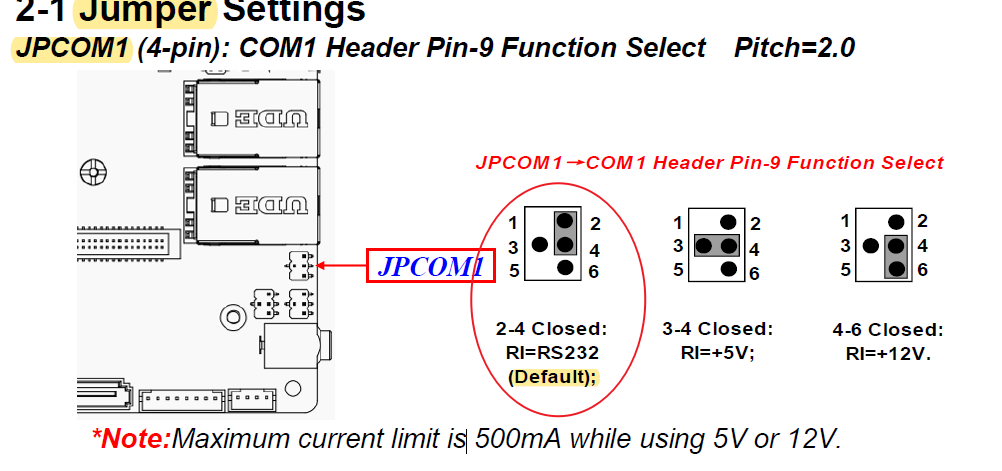 2-1 Jumper Settings
JPCOM1 (4-pin): COM1 Header Pin-9 Function Select Pitch=2.0
UDE
UDE
JPCOM1
JPCOM1→COM1 Header Pin-9 Function Select
1 2
3 4
5 6
2-4 Closed:
RI=RS232
(Default);
1 2
3 4
5 6
3-4 Closed:
RI=+5V;
1 2
3 4
5 6
4-6 Closed:
RI=+12V.
*Note:Maximum current limit is 500mA while using 5V or 12V.